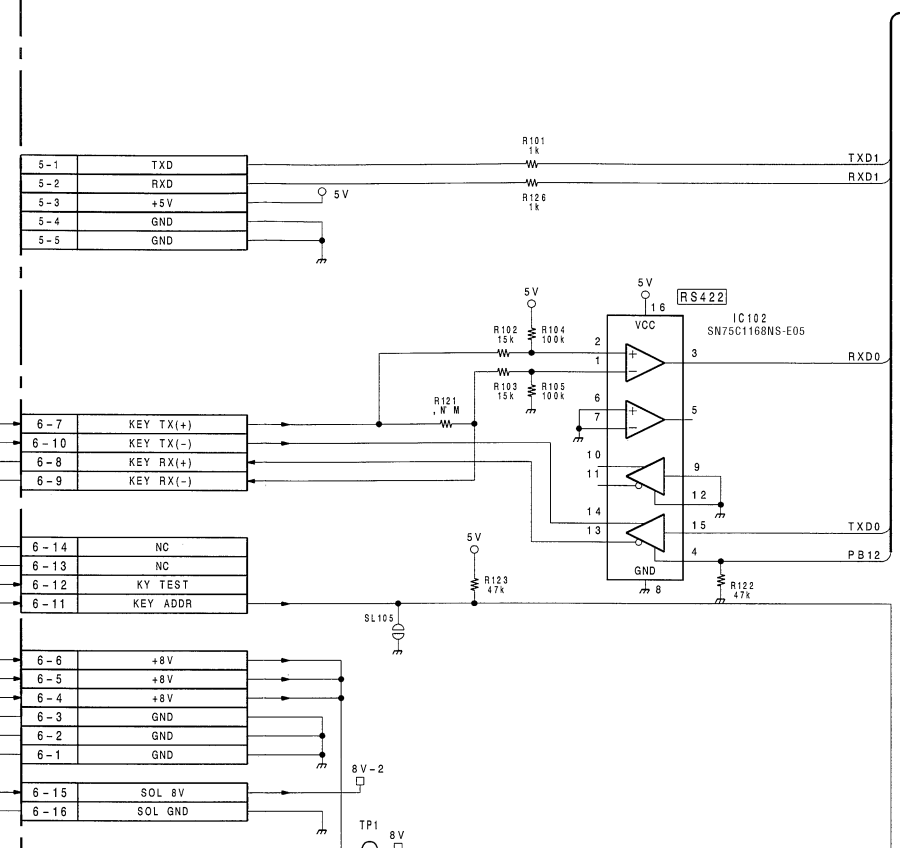 R101
1k
5-1 TXD TXD1
5-2 RXD RXD1
5-3 +5V 5V
R126
1k
5-4 GND
5-5 GND
5V
5V
16
RS422
VCC
IC102
SN75C1168NS-E05
R102
15k
R104
100k
2
1
3
RXD0
R103
15k
R105
100k
R121
6
7
5
6-7 KEY TX(+)
6-10 KEY TX(-)
6-8 KEY RX(+)
6-9 KEY RX(-)
10
11
9
12
14
13
15
TXD0
4
PB12
GND
8
R122
47k
5V
R123
47k
6-14 NC
6-13 NC
6-12 KY TEST
6-11 KEY ADDR
SL105
6-6 +8V
6-5 +8V
6-4 +8V
6-3 GND
6-2 GND
6-1 GND
8V-2
6-15 SOL 8V
6-16 SOL GND
TP1
8V